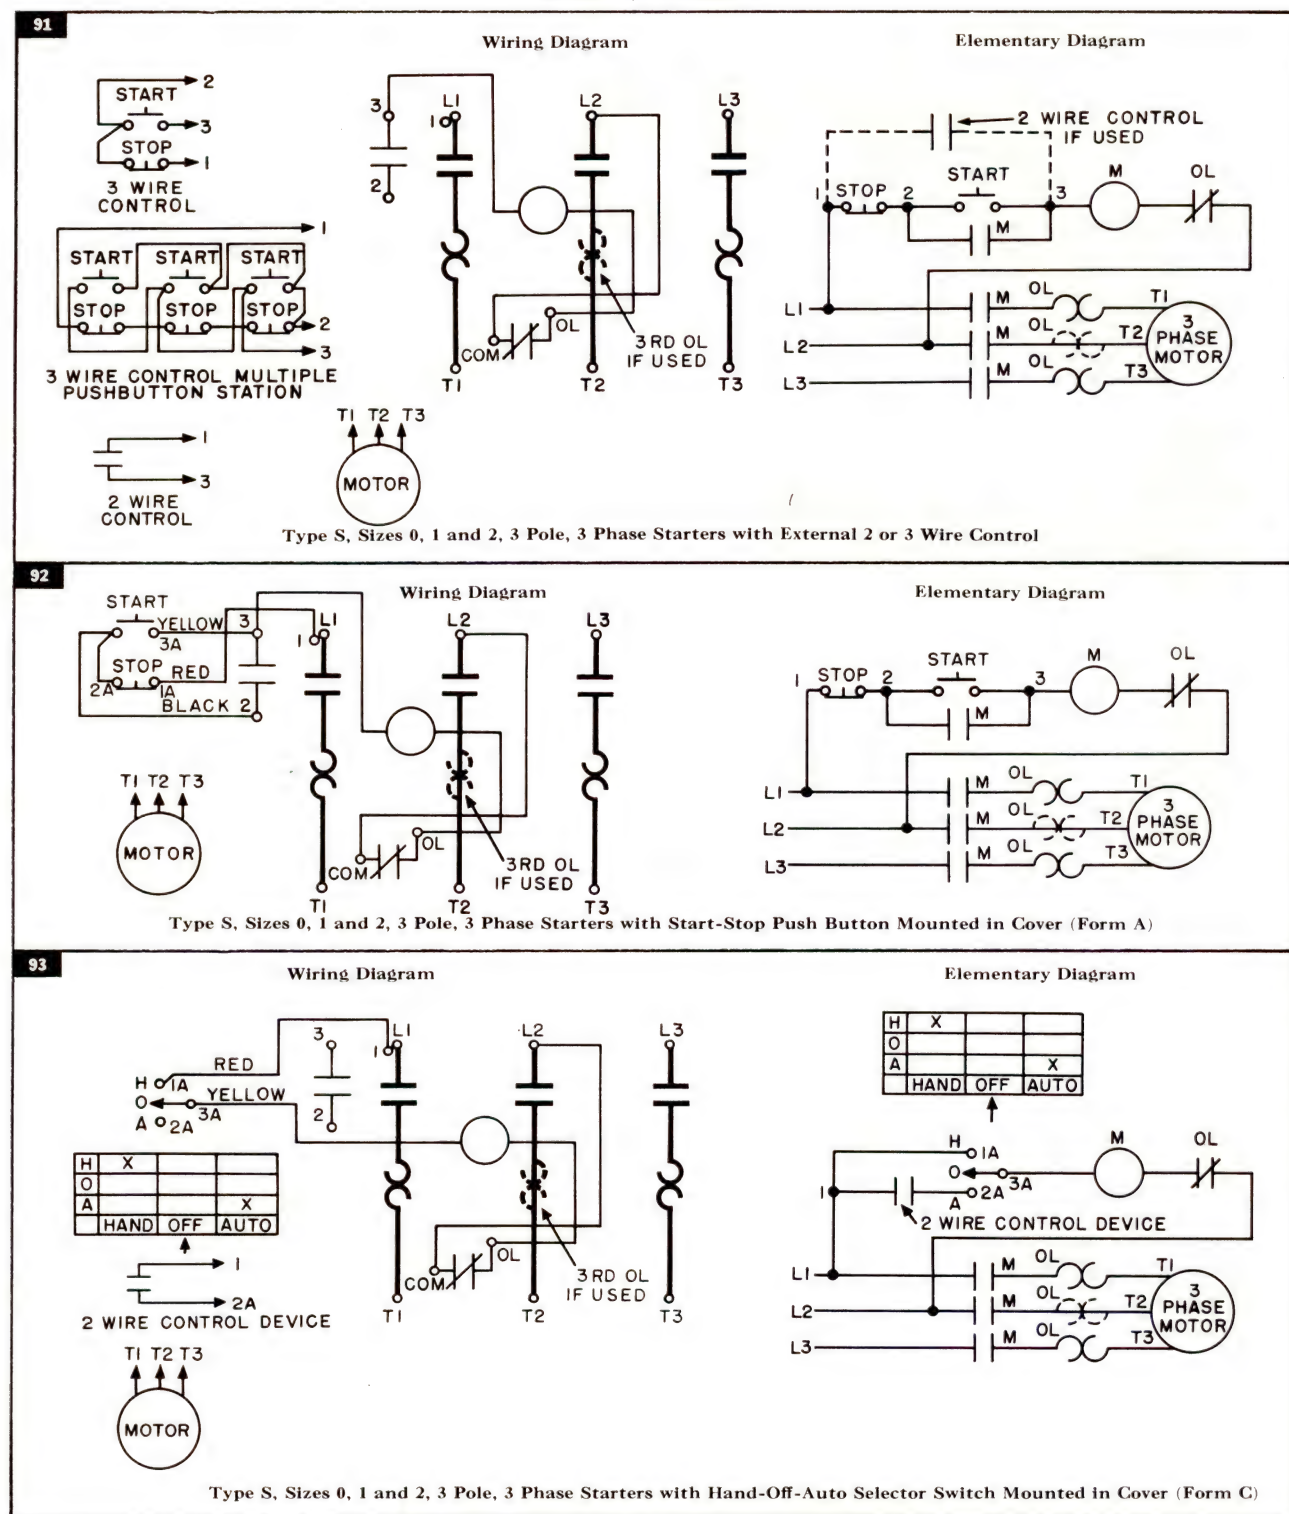 91
Wiring Diagram
Elementary Diagram
2
START
3
STOP
1
3 WIRE
CONTROL
1
START START START
STOP STOP STOP
2
3
3 WIRE CONTROL MULTIPLE
PUSHBUTTON STATION
1
3
2 WIRE
CONTROL
T1 T2 T3
MOTOR
3
L1
1
2
L2
L3
COM
OL
3RD OL
IF USED
T1
T2
T3
2 WIRE CONTROL
IF USED
START
M
OL
1
STOP
2
3
M
L1
M
OL
T1
L2
M
OL
T2
L3
M
OL
T3
3
PHASE
MOTOR
Type S, Sizes 0, 1 and 2, 3 Pole, 3 Phase Starters with External 2 or 3 Wire Control
92
Wiring Diagram
Elementary Diagram
START
YELLOW
3
3A
STOP
RED
2A
1A
BLACK
2
L1
1
L2
L3
T1 T2 T3
MOTOR
COM
OL
3RD OL
IF USED
T1
T2
T3
START
M
OL
1
STOP
2
3
M
L1
M
OL
T1
L2
M
OL
T2
L3
M
OL
T3
3
PHASE
MOTOR
Type S, Sizes 0, 1 and 2, 3 Pole, 3 Phase Starters with Start-Stop Push Button Mounted in Cover (Form A)
93
Wiring Diagram
Elementary Diagram
RED
H
1A
YELLOW
O
3A
A
2A
3
2
L1
1
L2
L3
H X
O
A X
HAND OFF AUTO
1
2A
2 WIRE CONTROL DEVICE
T1 T2 T3
MOTOR
COM
OL
3RD OL
IF USED
T1
T2
T3
H X
O
A X
HAND OFF AUTO
H
1A
O
3A
A
2A
M
OL
1
2 WIRE CONTROL DEVICE
L1
M
OL
T1
L2
M
OL
T2
L3
M
OL
T3
3
PHASE
MOTOR
Type S, Sizes 0, 1 and 2, 3 Pole, 3 Phase Starters with Hand-Off-Auto Selector Switch Mounted in Cover (Form C)